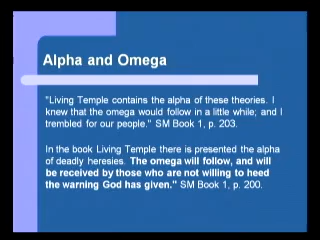 Alpha and Omega
"Living Temple contains the alpha of these theories. I
knew that the omega would follow in a little while; and I
trembled for our people." SM Book 1, p. 203.
In the book Living Temple there is presented the alpha
of deadly heresies. The omega will follow, and will
be received by those who are not willing to heed
the warning God has given." SM Book 1, p. 200.